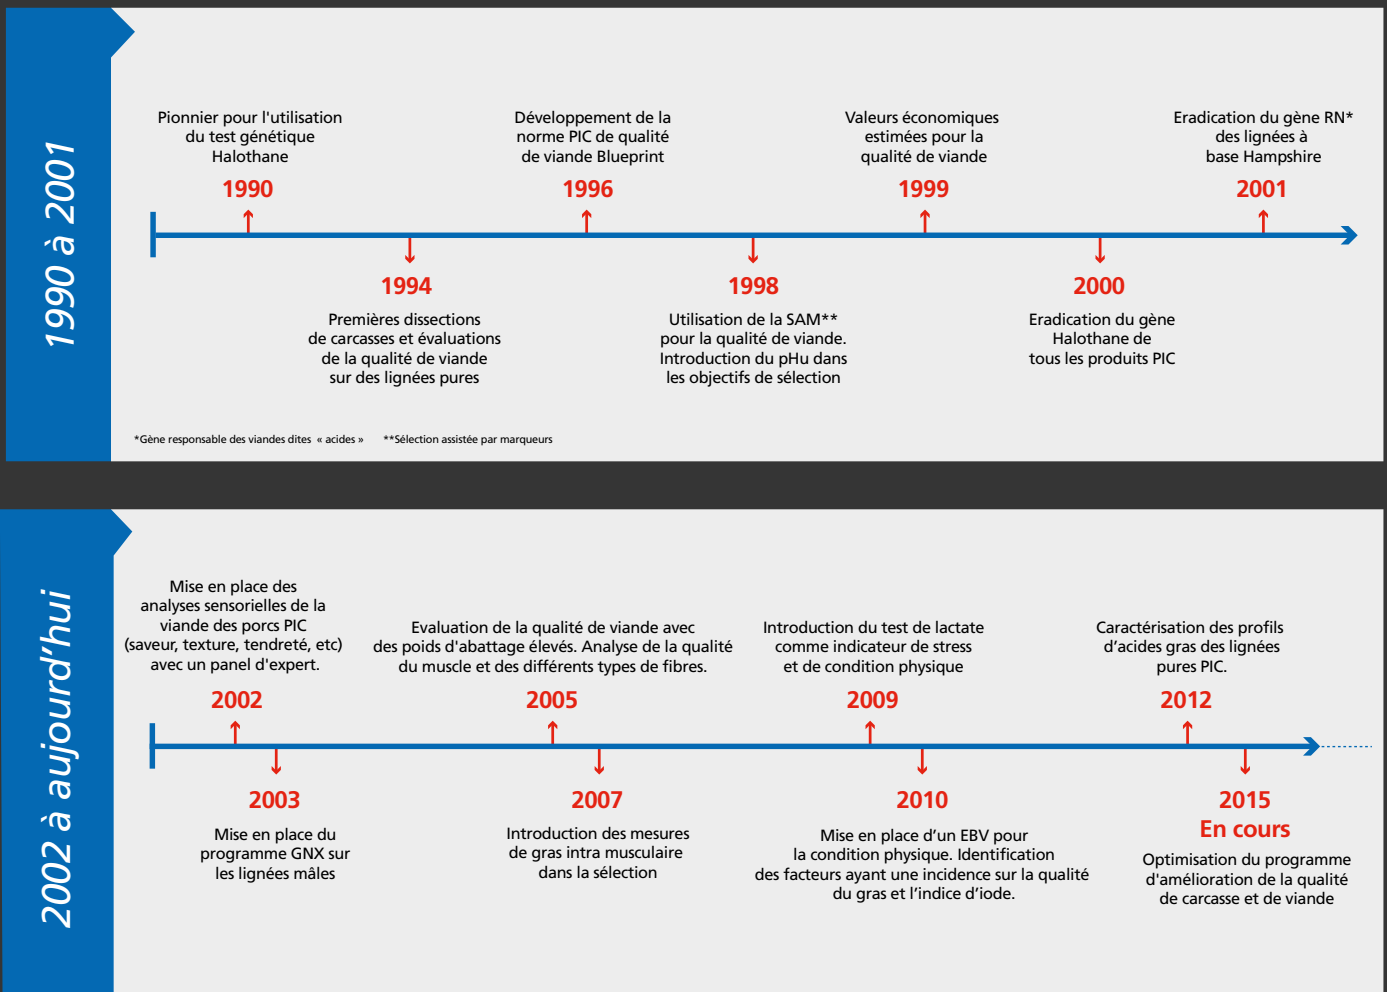 1990 à 2001
Pionnier pour l'utilisation
du test génétique
Halothane
1990
Développement de la
norme PIC de qualité
de viande Blueprint
1996
Valeurs économiques
estimées pour la
qualité de viande
1999
Eradication du gène RN*
des lignées à
base Hampshire
2001
1994
Premières dissections
de carcasses et évaluations
de la qualité de viande
sur des lignées pures
1998
Utilisation de la SAM**
pour la qualité de viande.
Introduction du pHu dans
les objectifs de sélection
2000
Eradication du gène
Halothane de
tous les produits PIC
*Gène responsable des viandes dites « acides » **Sélection assistée par marqueurs
2002 à aujourd'hui
Mise en place des
analyses sensorielles de la
viande des porcs PIC
(saveur, texture, tendreté, etc)
avec un panel d'expert.
2002
Evaluation de la qualité de viande avec
des poids d'abattage élevés. Analyse de la qualité
du muscle et des différents types de fibres.
2005
Introduction du test de lactate
comme indicateur de stress
et de condition physique
2009
Caractérisation des profils
d’acides gras des lignées
pures PIC.
2012
2003
Mise en place du
programme GNX sur
les lignées mâles
2007
Introduction des mesures
de gras intra musculaire
dans la sélection
2010
Mise en place d’un EBV pour
la condition physique. Identification
des facteurs ayant une incidence sur la qualité
du gras et l’indice d’iode.
2015
En cours
Optimisation du programme
d'amélioration de la qualité
de carcasse et de viande